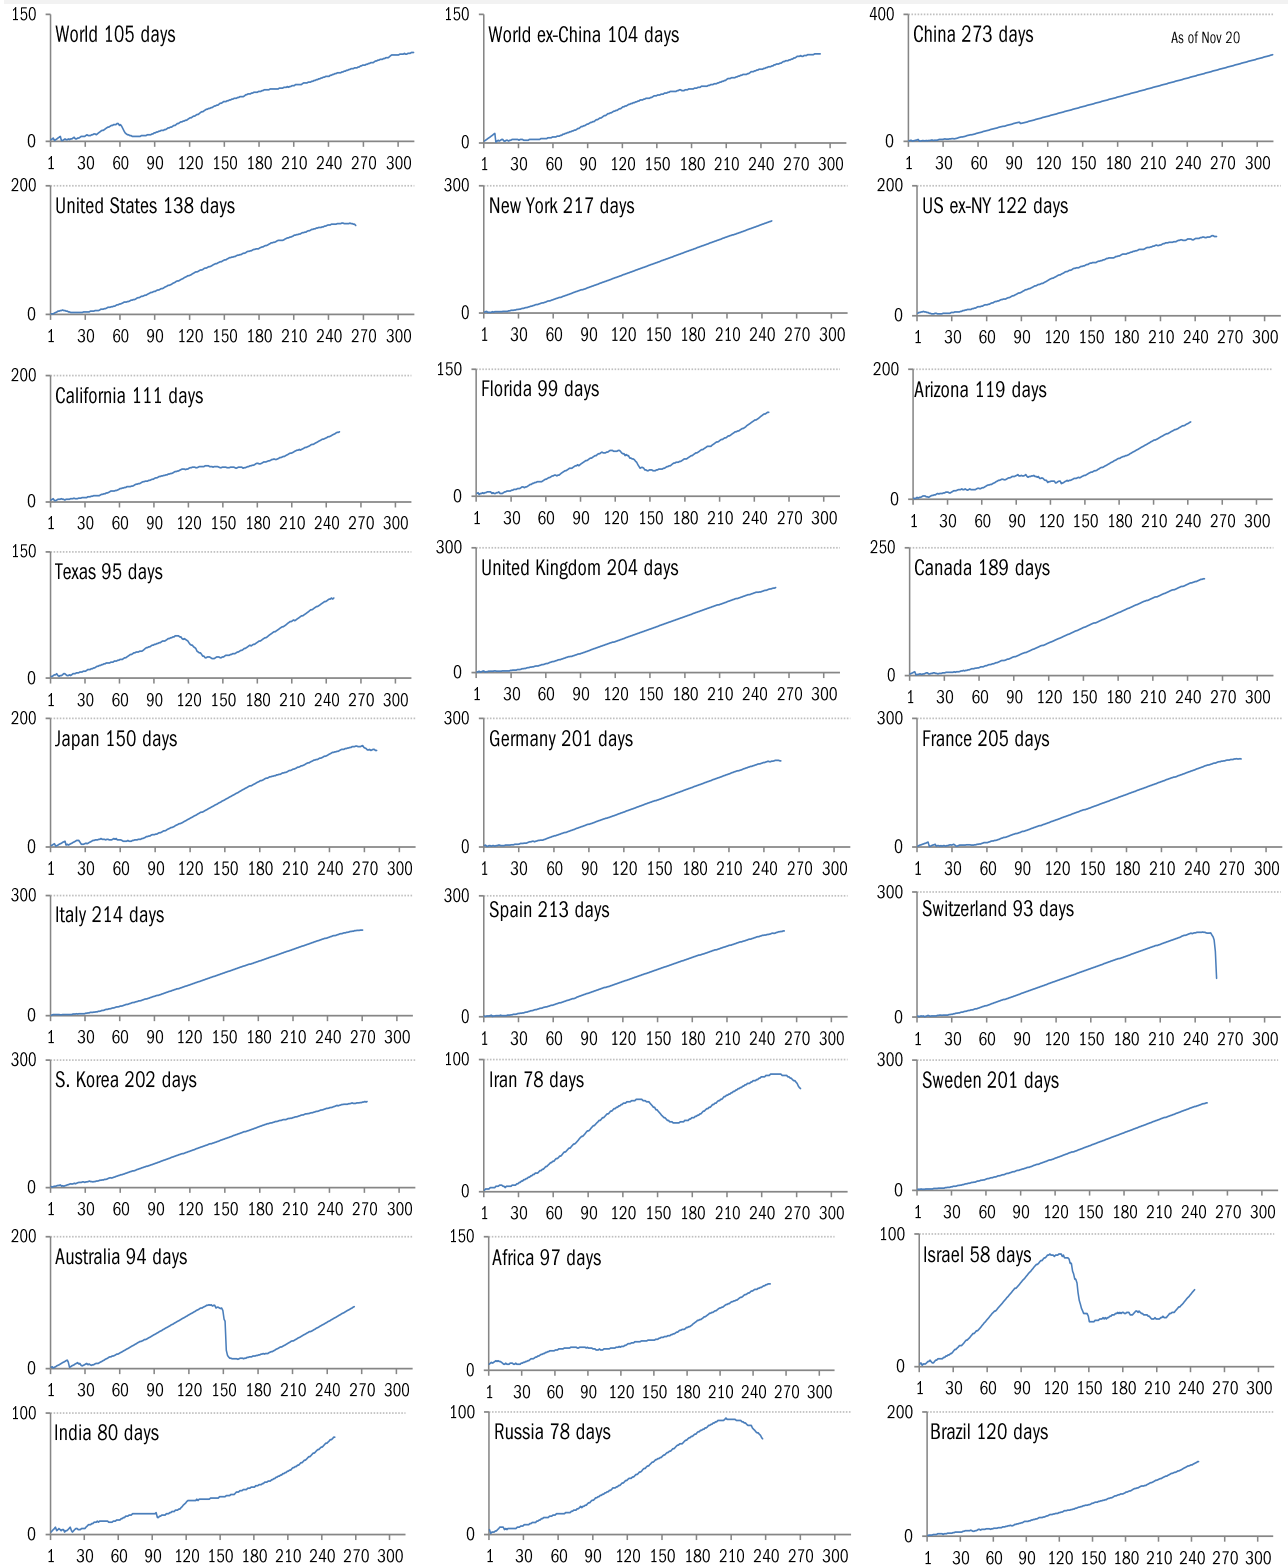 150
World 105 days
0
1 30 60 90 120 150 180 210 240 270 300
150
World ex-China 104 days
0
1 30 60 90 120 150 180 210 240 270 300
400
China 273 days
As of Nov 20
0
1 30 60 90 120 150 180 210 240 270 300
200
United States 138 days
0
1 30 60 90 120 150 180 210 240 270 300
300
New York 217 days
0
1 30 60 90 120 150 180 210 240 270 300
200
US ex-NY 122 days
0
1 30 60 90 120 150 180 210 240 270 300
200
California 111 days
0
1 30 60 90 120 150 180 210 240 270 300
150
Florida 99 days
0
1 30 60 90 120 150 180 210 240 270 300
200
Arizona 119 days
0
1 30 60 90 120 150 180 210 240 270 300
150
Texas 95 days
0
1 30 60 90 120 150 180 210 240 270 300
300
United Kingdom 204 days
0
1 30 60 90 120 150 180 210 240 270 300
250
Canada 189 days
0
1 30 60 90 120 150 180 210 240 270 300
200
Japan 150 days
0
1 30 60 90 120 150 180 210 240 270 300
300
Germany 201 days
0
1 30 60 90 120 150 180 210 240 270 300
300
France 205 days
0
1 30 60 90 120 150 180 210 240 270 300
300
Italy 214 days
0
1 30 60 90 120 150 180 210 240 270 300
300
Spain 213 days
0
1 30 60 90 120 150 180 210 240 270 300
300
Switzerland 93 days
0
1 30 60 90 120 150 180 210 240 270 300
300
S. Korea 202 days
0
1 30 60 90 120 150 180 210 240 270 300
100
Iran 78 days
0
1 30 60 90 120 150 180 210 240 270 300
300
Sweden 201 days
0
1 30 60 90 120 150 180 210 240 270 300
200
Australia 94 days
0
1 30 60 90 120 150 180 210 240 270 300
150
Africa 97 days
0
1 30 60 90 120 150 180 210 240 270 300
100
Israel 58 days
0
1 30 60 90 120 150 180 210 240 270 300
100
India 80 days
0
1 30 60 90 120 150 180 210 240 270 300
100
Russia 78 days
0
1 30 60 90 120 150 180 210 240 270 300
200
Brazil 120 days
0
1 30 60 90 120 150 180 210 240 270 300